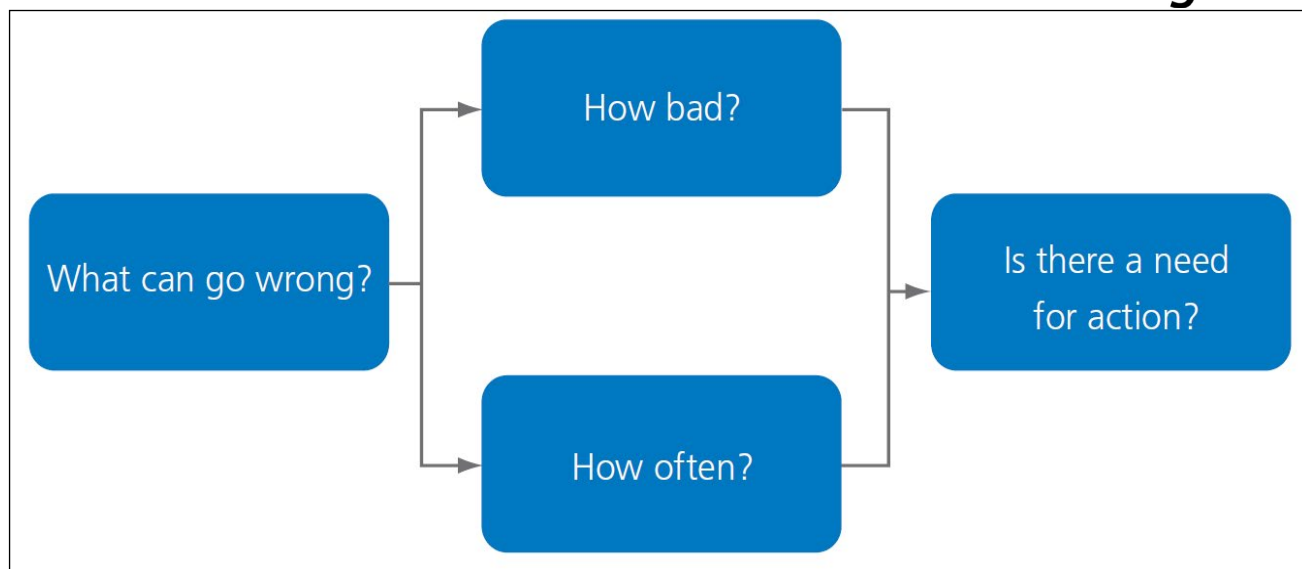 How bad?
What can go wrong?
Is there a need
for action?
How often?